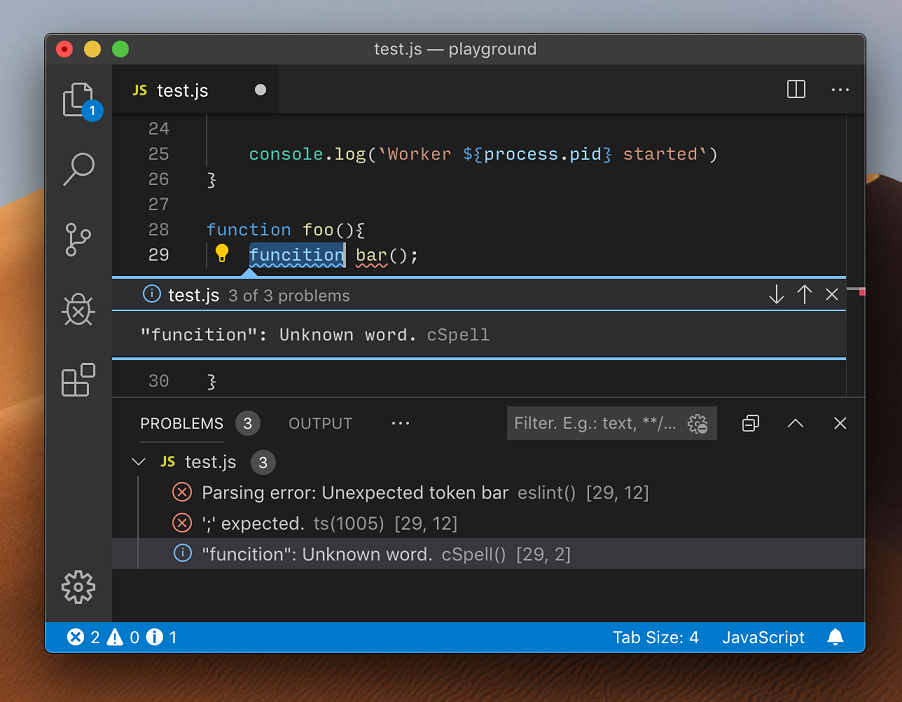 test.js — playground
1
JS test.js
24
25 console.log(`Worker ${process.pid} started`)
26 }
27
28 function foo(){
29 funcition bar();
test.js 3 of 3 problems
"funcition": Unknown word. cSpell
30 }
PROBLEMS 3 OUTPUT ... Filter. E.g.: text, **/...
JS test.js 3
Parsing error: Unexpected token bar eslint() [29, 12]
';' expected. ts(1005) [29, 12]
"funcition": Unknown word. cSpell() [29, 2]
2 0 1 Tab Size: 4 JavaScript